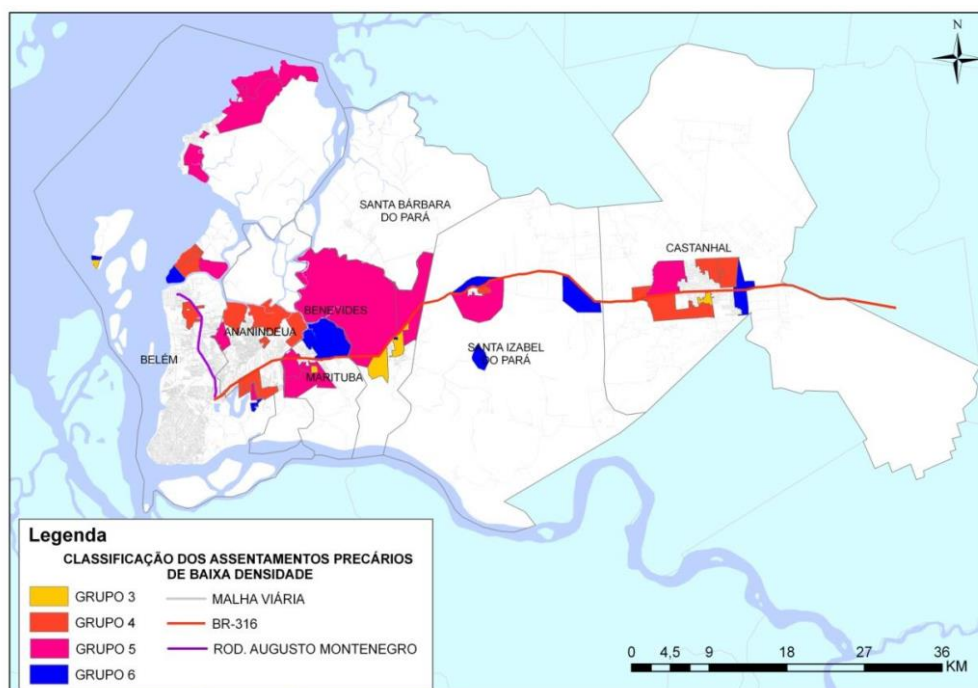 N
SANTA BÁRBARA
DO PARÁ
CASTANHAL
BENEVIDES
ANANINDEUA
SANTA IZABEL
DO PARÁ
BELÉM
MARITUBA
Legenda
CLASSIFICAÇÃO DOS ASSENTAMENTOS PRECÁRIOS
DE BAIXA DENSIDADE
GRUPO 3
GRUPO 4
GRUPO 5
GRUPO 6
MALHA VIÁRIA
BR-316
ROD. AUGUSTO MONTENEGRO
0 4,5 9 18 27 36
KM